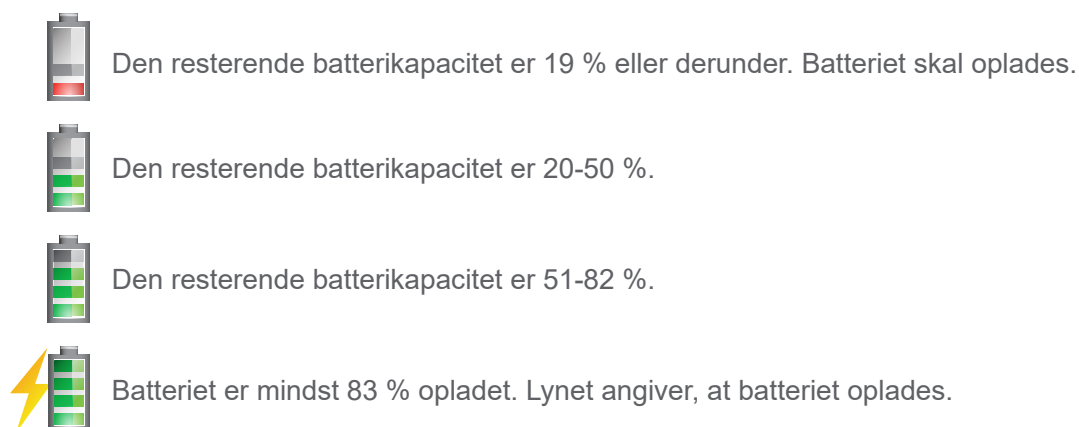 Den resterende batterikapacitet er 19 % eller derunder. Batteriet skal oplades.
Den resterende batterikapacitet er 20-50 %.
Den resterende batterikapacitet er 51-82 %.
Batteriet er mindst 83 % opladet. Lynet angiver, at batteriet oplades.